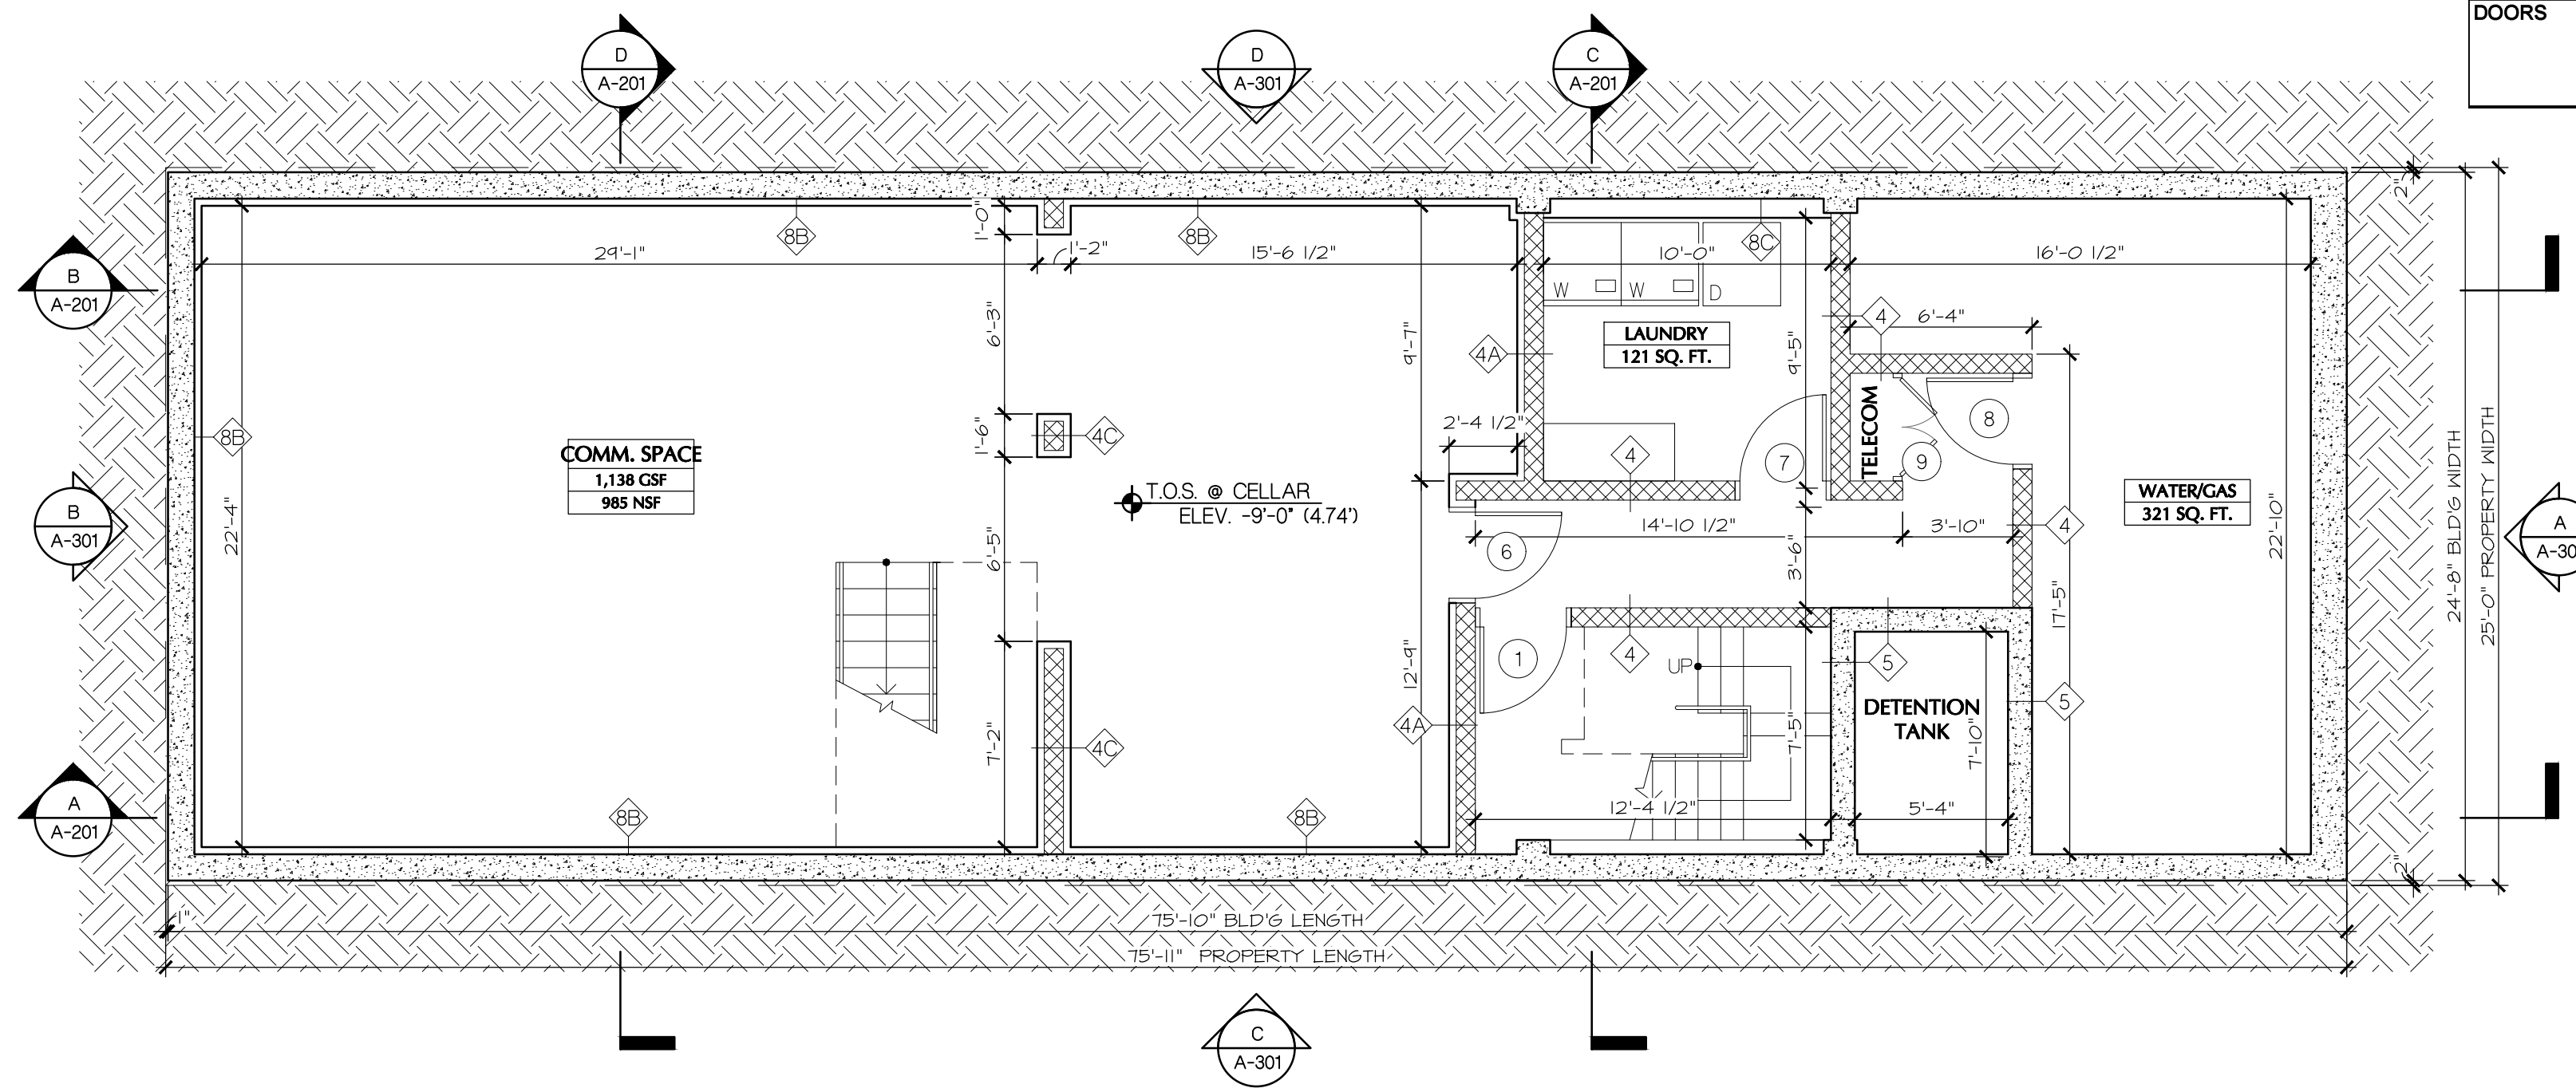 DOORS
D
A-201
D
A-301
C
A-201
2"
1'-0"
8B
8B
8C
29'-1"
1'-2"
15'-6 1/2"
10'-0"
16'-0 1/2"
B
A-201
W
W
D
6'-3"
9'-7"
4A
LAUNDRY
121 SQ. FT.
9'-5"
4
6'-4"
8B
COMM. SPACE
1,138 GSF
985 NSF
1'-6"
4C
2'-4 1/2"
4
7
TELECOM
9
8
T.O.S. @ CELLAR
ELEV. -9'-0" (4.74')
WATER/GAS
321 SQ. FT.
24'-8" BLD'G WIDTH
25'-0" PROPERTY WIDTH
B
A-301
22'-4"
6'-5"
6
14'-10 1/2"
3'-6"
3'-10"
4
22'-10"
A
A-30
17'-5"
1
4
UP
5
5
DETENTION
TANK
12'-9"
4A
7'-2"
4C
7'-5"
7'-10"
A
A-201
8B
8B
12'-4 1/2"
5'-4"
2"
1"
75'-10" BLD'G LENGTH
75'-11" PROPERTY LENGTH
C
A-301